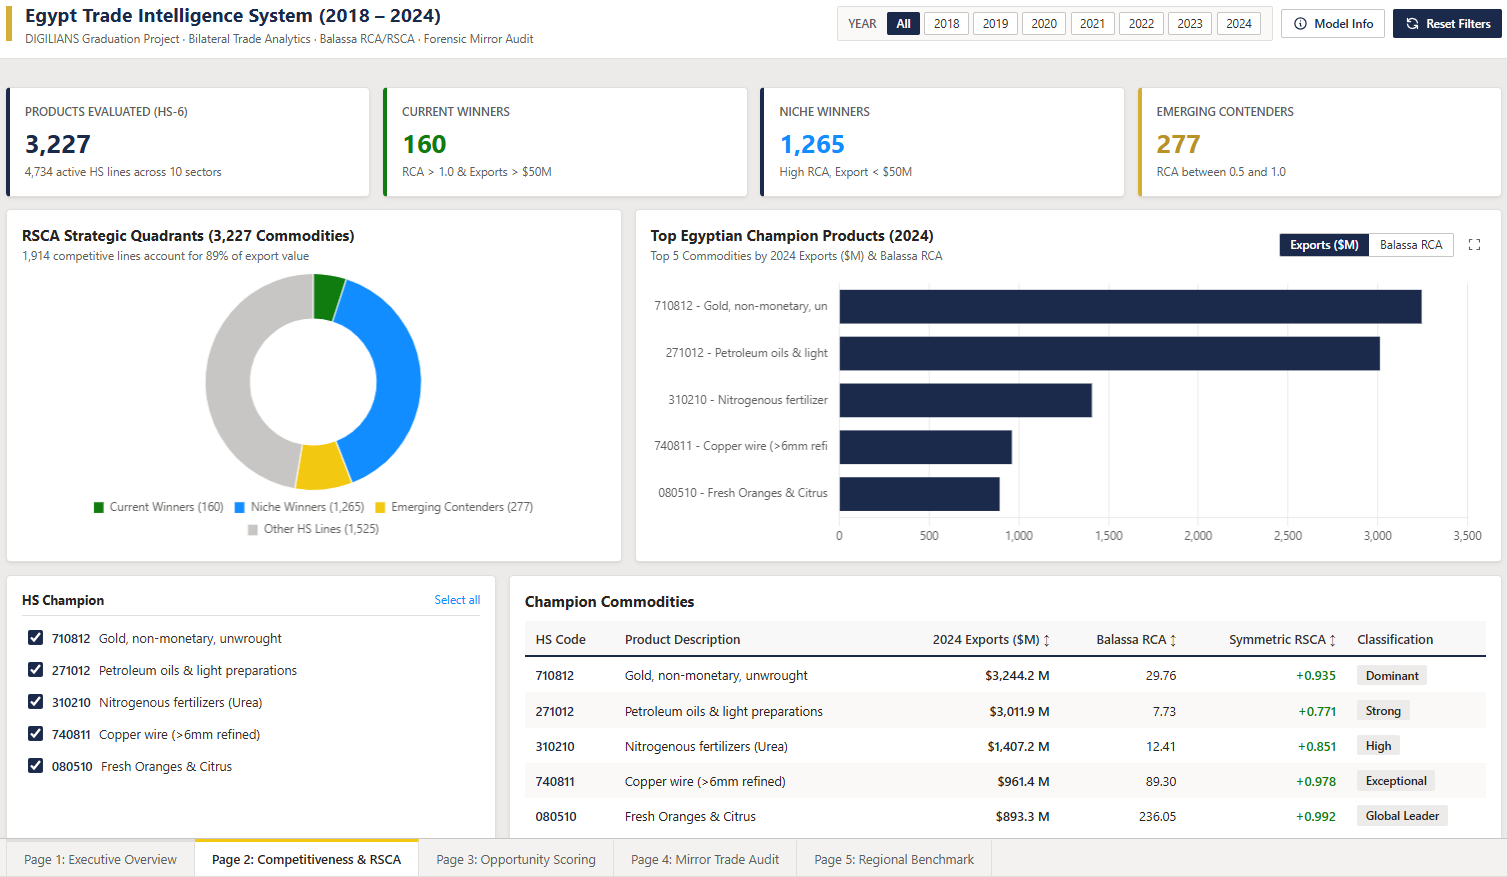 Egypt Trade Intelligence System (2018 – 2024)
DIGILIANS Graduation Project · Bilateral Trade Analytics · Balassa RCA/RSCA · Forensic Mirror Audit
YEAR All 2018 2019 2020 2021 2022 2023 2024 Model Info Reset Filters
PRODUCTS EVALUATED (HS-6)
3,227
4,734 active HS lines across 10 sectors
CURRENT WINNERS
160
RCA > 1.0 & Exports > $50M
NICHE WINNERS
1,265
High RCA, Export < $50M
EMERGING CONTENDERS
277
RCA between 0.5 and 1.0
RSCA Strategic Quadrants (3,227 Commodities)
1,914 competitive lines account for 89% of export value
Current Winners (160) Niche Winners (1,265) Emerging Contenders (277)
Other HS Lines (1,525)
Top Egyptian Champion Products (2024)
Top 5 Commodities by 2024 Exports ($M) & Balassa RCA
Exports ($M) Balassa RCA
710812 - Gold, non-monetary, un
271012 - Petroleum oils & light
310210 - Nitrogenous fertilizer
740811 - Copper wire (>6mm refi
080510 - Fresh Oranges & Citrus
0 500 1,000 1,500 2,000 2,500 3,000 3,500
HS Champion Select all
710812 Gold, non-monetary, unwrought
271012 Petroleum oils & light preparations
310210 Nitrogenous fertilizers (Urea)
740811 Copper wire (>6mm refined)
080510 Fresh Oranges & Citrus
Champion Commodities
HS Code Product Description 2024 Exports ($M) ↕ Balassa RCA ↕ Symmetric RSCA ↕ Classification
710812 Gold, non-monetary, unwrought $3,244.2 M 29.76 +0.935 Dominant
271012 Petroleum oils & light preparations $3,011.9 M 7.73 +0.771 Strong
310210 Nitrogenous fertilizers (Urea) $1,407.2 M 12.41 +0.851 High
740811 Copper wire (>6mm refined) $961.4 M 89.30 +0.978 Exceptional
080510 Fresh Oranges & Citrus $893.3 M 236.05 +0.992 Global Leader
Page 1: Executive Overview Page 2: Competitiveness & RSCA Page 3: Opportunity Scoring Page 4: Mirror Trade Audit Page 5: Regional Benchmark